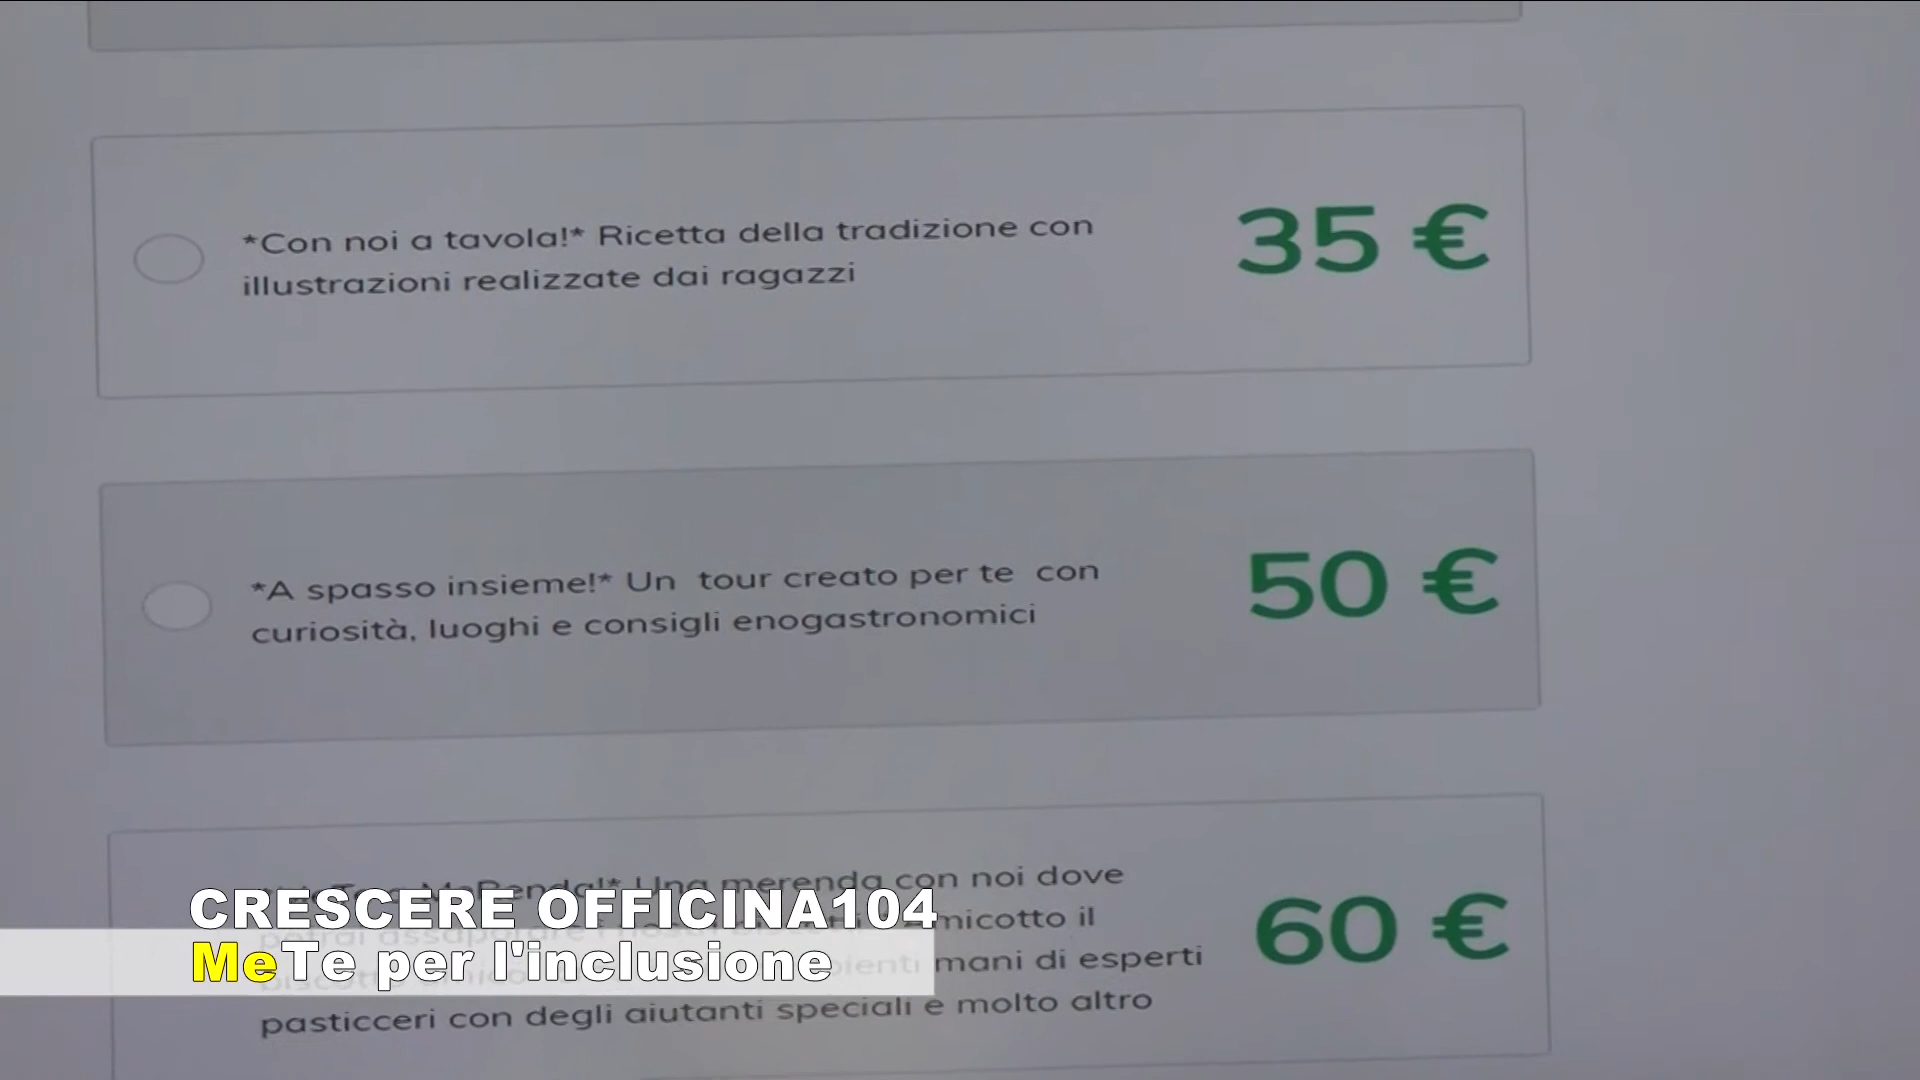 *Con noi a tavola!* Ricetta della tradizione con
illustrazioni realizzate dai ragazzi
35 €
*A spasso insieme!* Un tour creato per te con
curiosità, luoghi e consigli enogastronomici
50 €
Una merenda con noi dove
il
mani di esperti
pasticceri con degli aiutanti speciali e molto altro
60 €
CRESCERE OFFICINA104
MeTe per l'inclusione